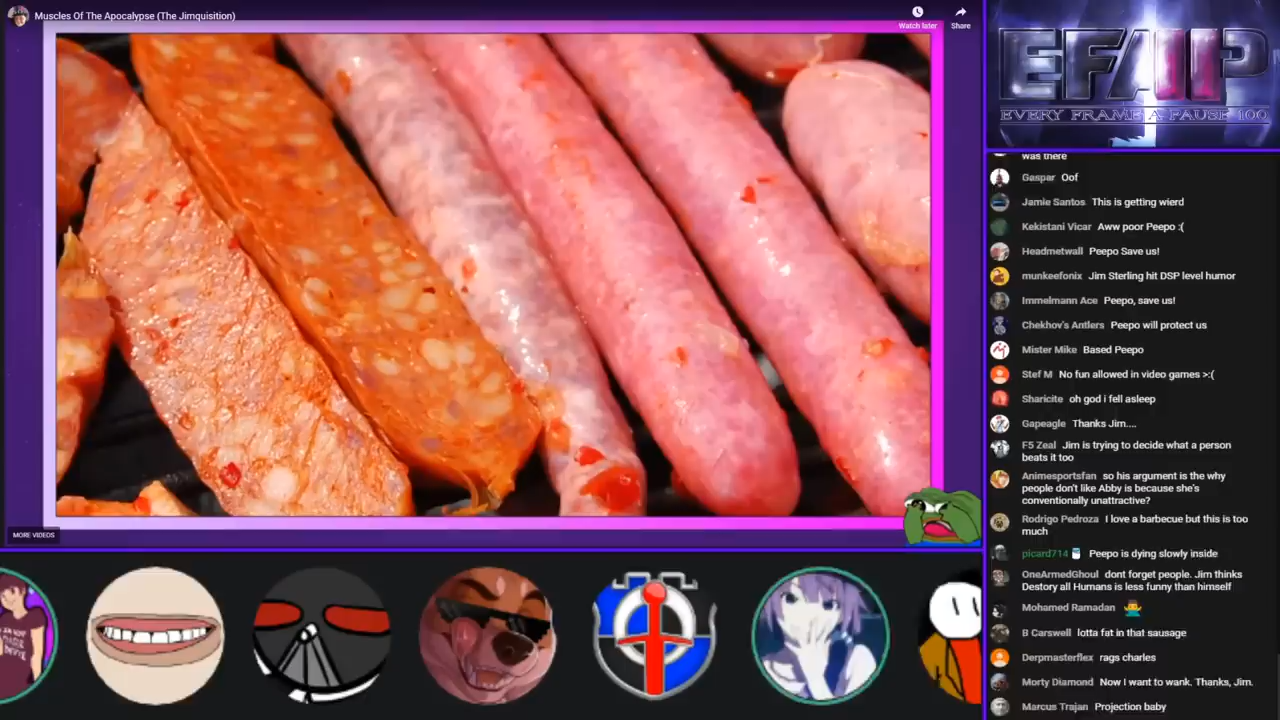 Muscles Of The Apocalypse (The Jimquisition)
Watch later
Share
MORE VIDEOS
EFAP
EVERY FRAME A PAUSE 100
was there
Gaspar Oof
Jamie Santos This is getting wierd
Kekistani Vicar Aww poor Peepo :(
Headmetwall Peepo Save us!
munkeefonix Jim Sterling hit DSP level humor
Immelmann Ace Peepo, save us!
Chekhov's Antlers Peepo will protect us
Mister Mike Based Peepo
Stef M No fun allowed in video games >:(
Sharicite oh god i fell asleep
Gapeagle Thanks Jim....
F5 Zeal Jim is trying to decide what a person
beats it too
Animesportsfan so his argument is the why
people don't like Abby is because she's
conventionally unattractive?
Rodrigo Pedroza I love a barbecue but this is too
much
picard714 Peepo is dying slowly inside
OneArmedGhoul dont forget people. Jim thinks
Destory all Humans is less funny than himself
Mohamed Ramadan
B Carswell lotta fat in that sausage
Derpmasterflex rags charles
Morty Diamond Now I want to wank. Thanks, Jim.
Marcus Trajan Projection baby